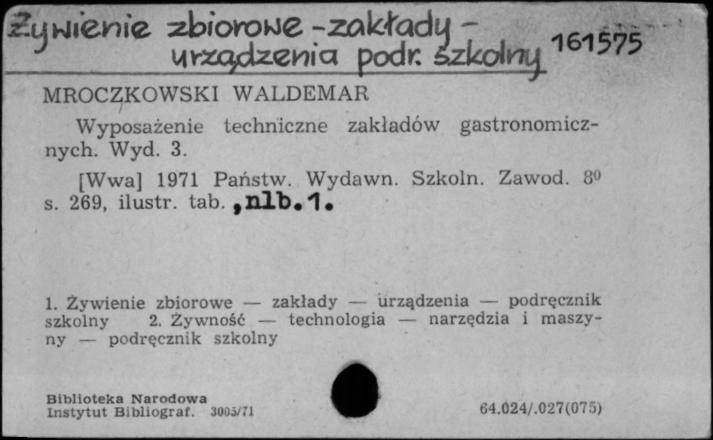 Żywienie zbiorowe - zakłady -
urządzenia podr. szkolny 161575
MROCZKOWSKI WALDEMAR
Wyposażenie techniczne zakładów gastronomicz-
nych. Wyd. 3.
[Wwa] 1971 Państw. Wydawn. Szkoln. Zawod. 8⁰
s. 269, ilustr. tab. , nlb. 1.
1. Żywienie zbiorowe — zakłady — urządzenia — podręcznik
szkolny 2. Żywność — technologia — narzędzia i maszy-
ny — podręcznik szkolny
Biblioteka Narodowa
Instytut Bibliograf. 3005/71 64.024/.027(075)